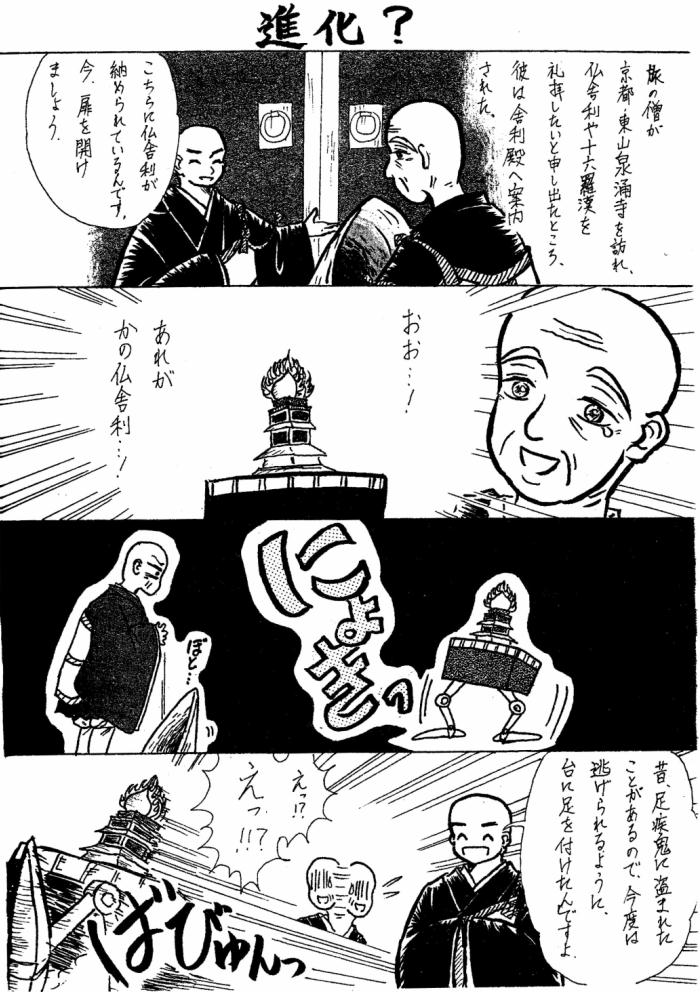 進化？
旅の僧が
京都・東山泉涌寺を訪れ、
仏舎利や十六羅漢を
礼拝したいと申し出たところ、
彼は舎利殿へ案内
された。
こちらに仏舎利が
納められているんです。
今、扉を開け
ましょう。
おお…！
あれが
かの仏舎利…！
にょきっ
ぼと…
昔、足疾鬼に盗まれた
ことがあるので、今度は
逃げられるように、
台に足を付けたんですよ
えっ!?
えっ!!?
ばびゅんっ